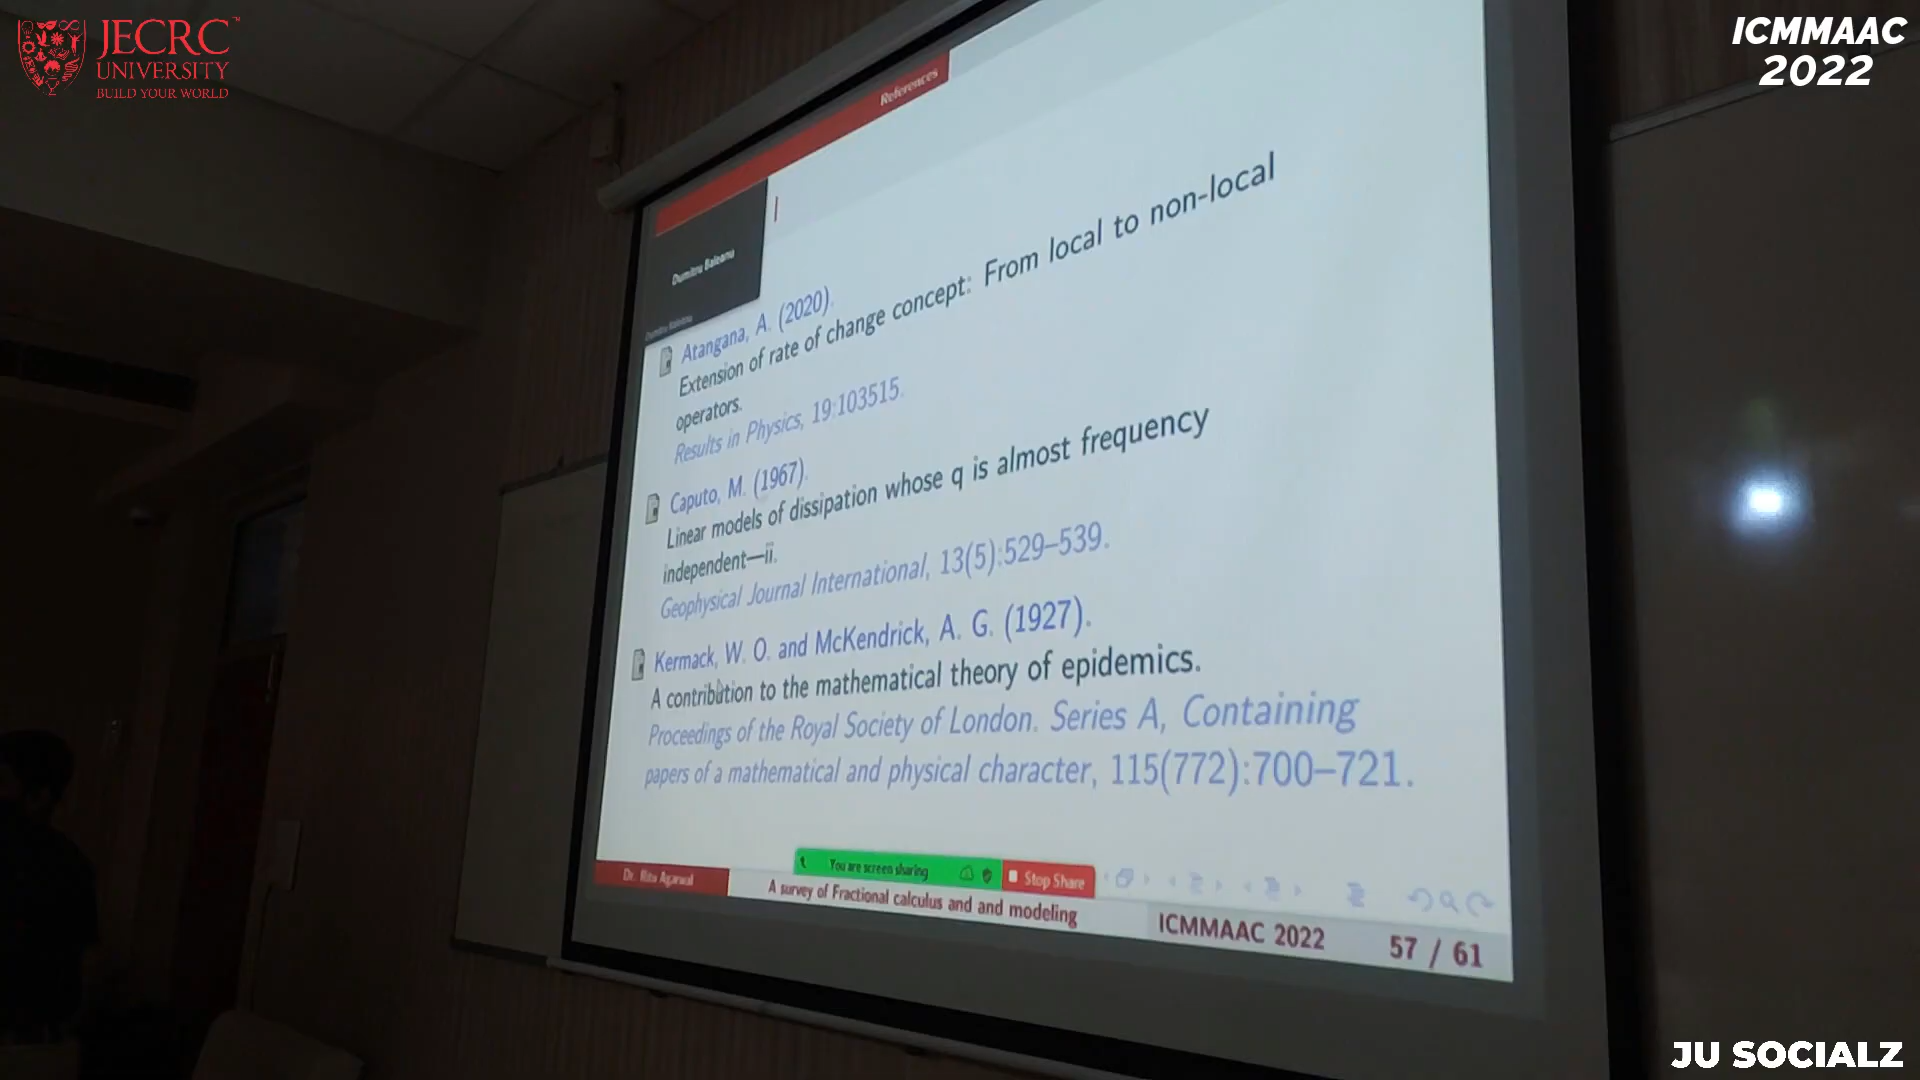 JECRC
UNIVERSITY
BUILD YOUR WORLD
ICMMAAC
2022
References
Dumitru Baleanu
Dumitru Baleanu
Atangana, A. (2020).
Extension of rate of change concept: From local to non-local
operators.
Results in Physics, 19:103515.
Caputo, M. (1967).
Linear models of dissipation whose q is almost frequency
independent—ii.
Geophysical Journal International, 13(5):529–539.
Kermack, W. O. and McKendrick, A. G. (1927).
A contribution to the mathematical theory of epidemics.
Proceedings of the Royal Society of London. Series A, Containing
papers of a mathematical and physical character, 115(772):700–721.
You are screen sharing
Stop Share
Dr. Ritu Agarwal
A survey of Fractional calculus and and modeling
ICMMAAC 2022
57 / 61
JU SOCIALZ